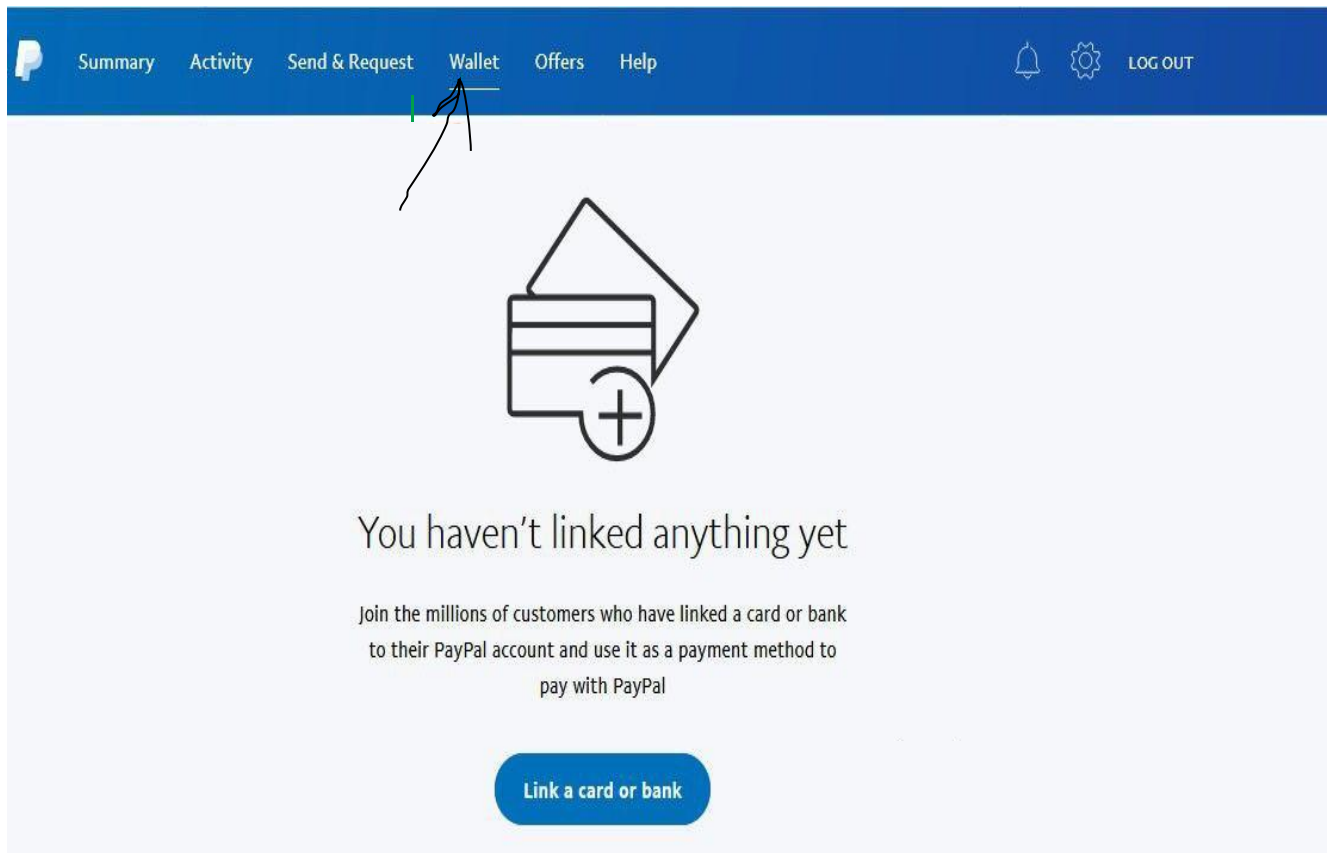 Summary Activity Send & Request Wallet Offers Help LOG OUT
You haven't linked anything yet
Join the millions of customers who have linked a card or bank
to their PayPal account and use it as a payment method to
pay with PayPal
Link a card or bank